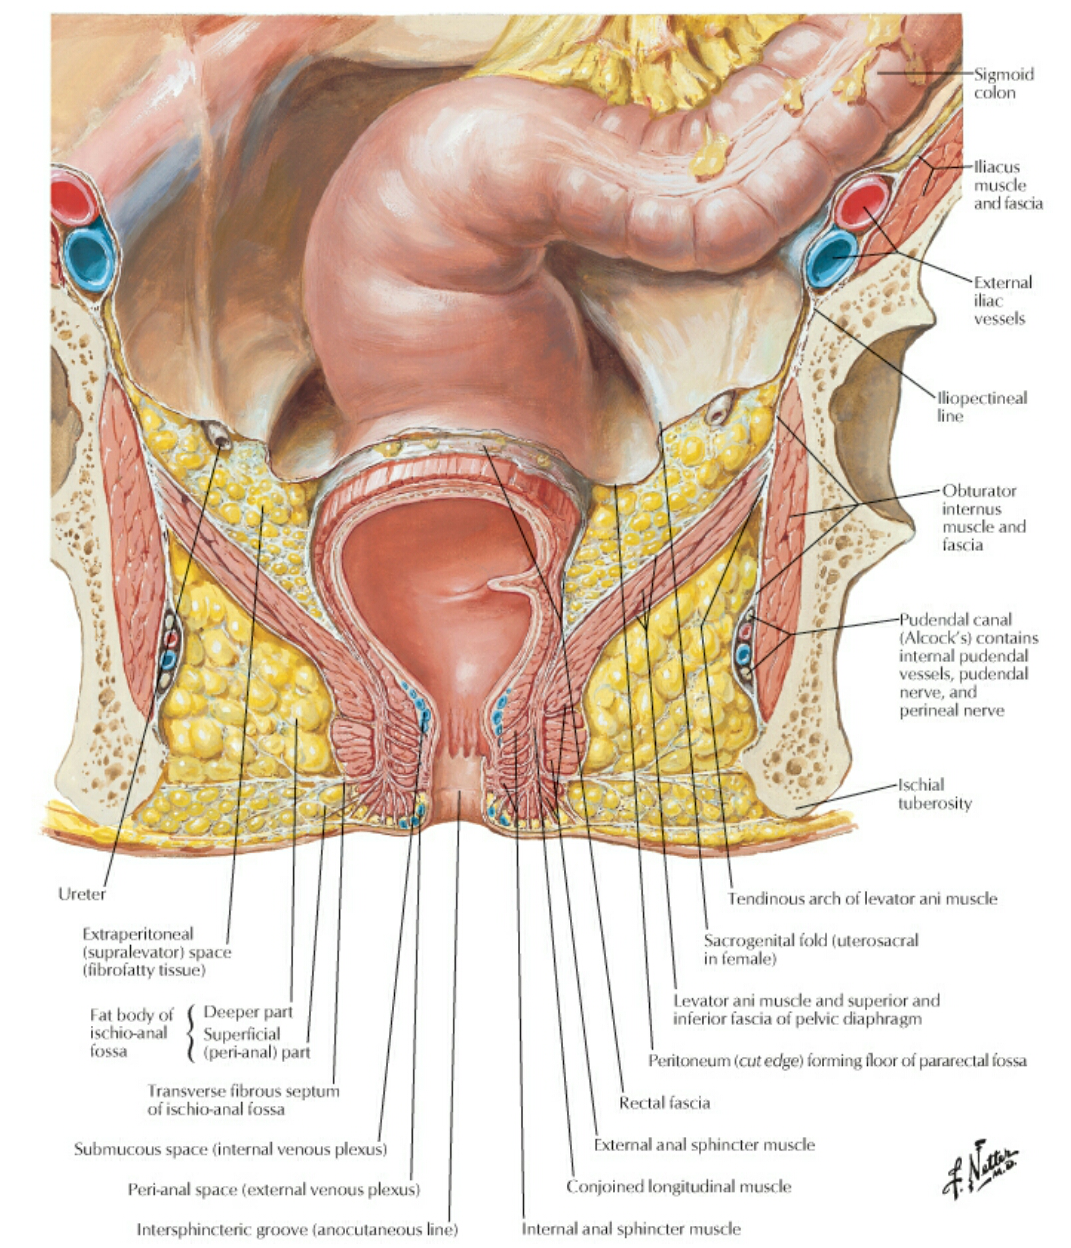 Sigmoid
colon
Iliacus
muscle
and fascia
External
iliac
vessels
Iliopectineal
line
Obturator
internus
muscle and
fascia
Pudendal canal
(Alcock's) contains
internal pudendal
vessels, pudendal
nerve, and
perineal nerve
Ischial
tuberosity
Ureter
Extraperitoneal
(supralevator) space
(fibrofatty tissue)
Fat body of
ischio-anal
fossa
Deeper part
Superficial
(peri-anal) part
Transverse fibrous septum
of ischio-anal fossa
Submucous space (internal venous plexus)
Peri-anal space (external venous plexus)
Intersphincteric groove (anocutaneous line)
Tendinous arch of levator ani muscle
Sacrogenital fold (uterosacral
in female)
Levator ani muscle and superior and
inferior fascia of pelvic diaphragm
Peritoneum (cut edge) forming floor of pararectal fossa
Rectal fascia
External anal sphincter muscle
Conjoined longitudinal muscle
Internal anal sphincter muscle
F. Netter
M.D.